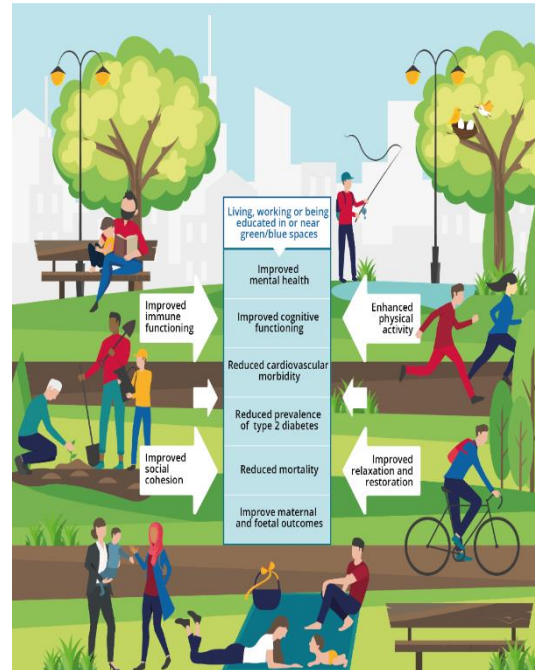 Living, working or being
educated in or near
green/blue spaces
Improved
mental health
Improved
immune
functioning
Improved cognitive
functioning
Enhanced
physical
activity
Reduced cardiovascular
morbidity
Reduced prevalence
of type 2 diabetes
Improved
social
cohesion
Reduced mortality
Improved
relaxation and
restoration
Improve maternal
and foetal outcomes